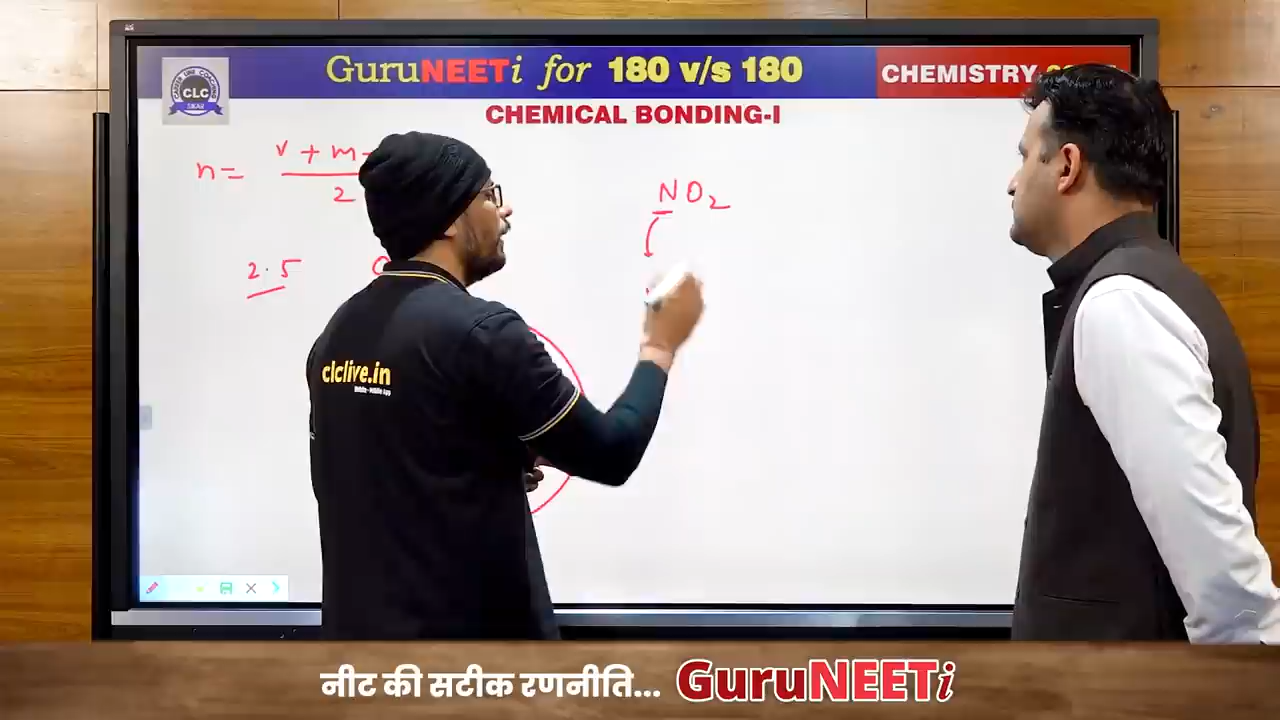 GuruNEETi for 180 v/s 180
CHEMISTRY
CLC
CHEMICAL BONDING-I
n = v + m -
2
NO2
2.5
clclive.in
नीट की सटीक रणनीति... GuruNEETi